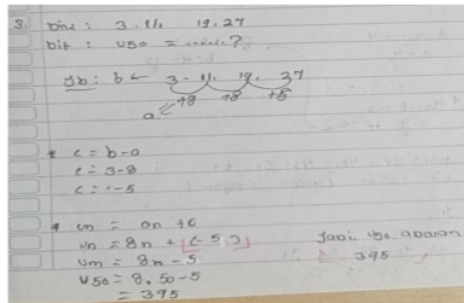 3. Dik : 3. 11. 19. 27
Dit : U50 = ......?
Jb : b ← 3. 11. 19. 27
+8 +8 +8
a
* c = b-a
c = 3-8
c = -5
* Un = an + c
Un = 8n + (-5)
Un = 8n - 5
U50 = 8. 50 - 5
= 395
Jadi, U50 adalah
395